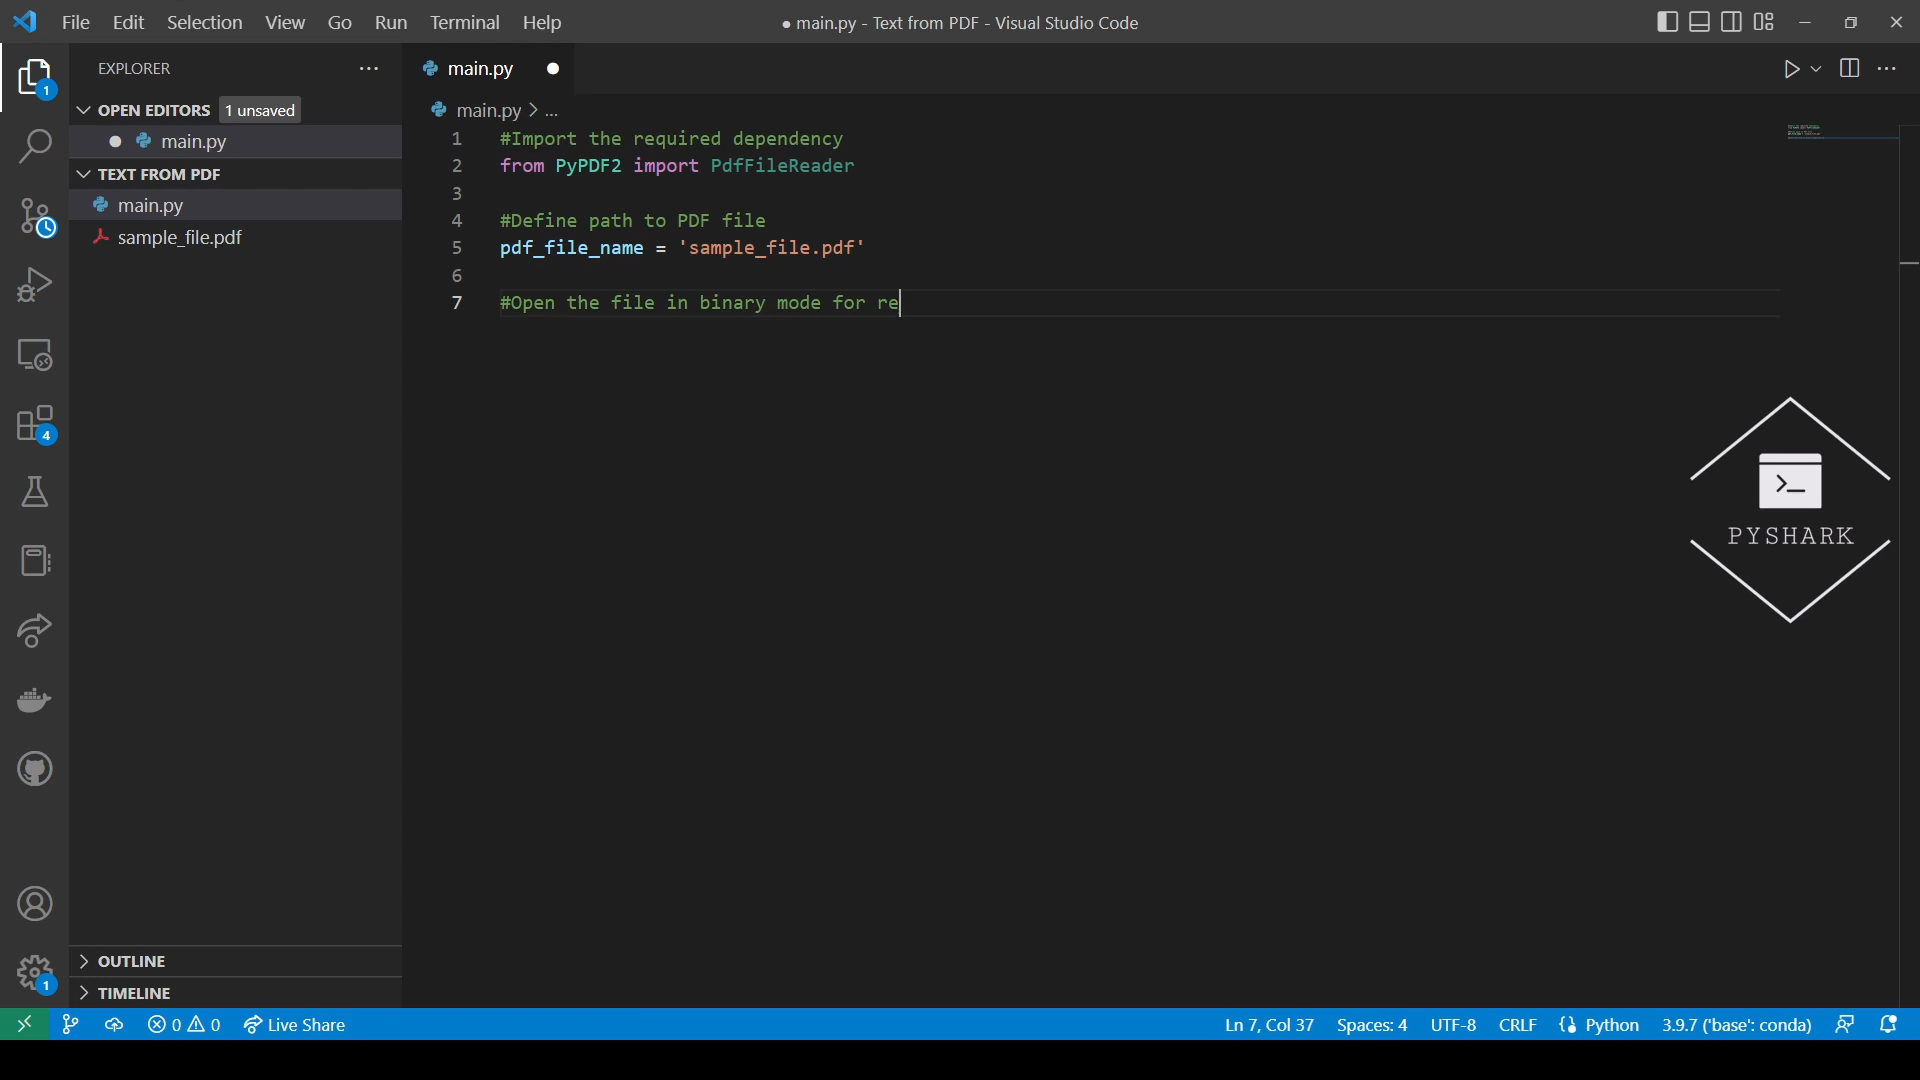 File Edit Selection View Go Run Terminal Help
● main.py - Text from PDF - Visual Studio Code
EXPLORER
OPEN EDITORS 1 unsaved
main.py
TEXT FROM PDF
main.py
sample_file.pdf
OUTLINE
TIMELINE
1
4
1
main.py
main.py > ...
1 #Import the required dependency
2 from PyPDF2 import PdfFileReader
3
4 #Define path to PDF file
5 pdf_file_name = 'sample_file.pdf'
6
7 #Open the file in binary mode for re
>_
PYSHARK
0 0 Live Share
Ln 7, Col 37 Spaces: 4 UTF-8 CRLF Python 3.9.7 ('base': conda)